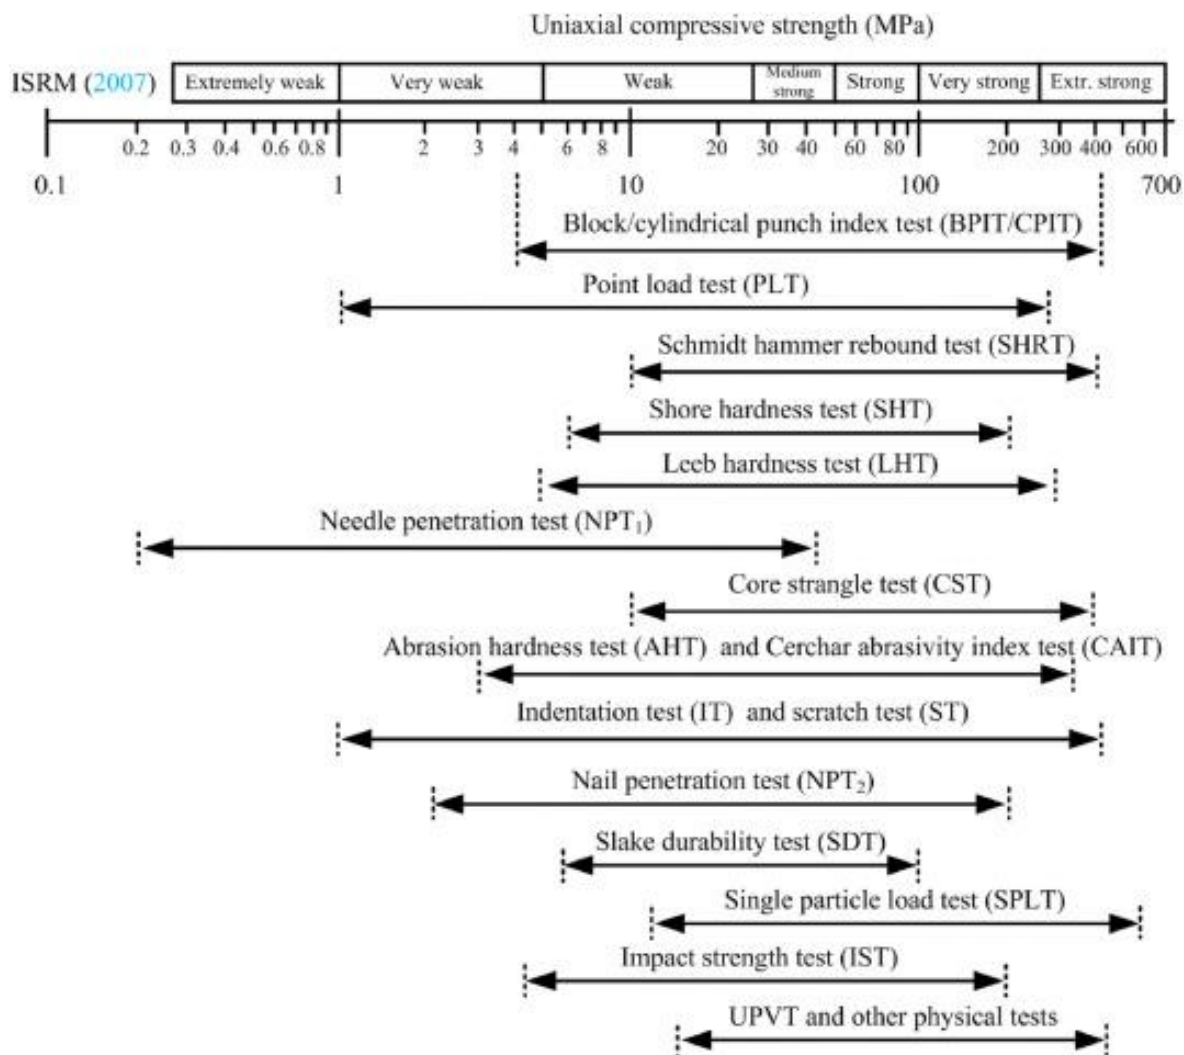 Uniaxial compressive strength (MPa)
ISRM (2007) Extremely weak Very weak Weak Medium strong Strong Very strong Extr. strong
0.2 0.3 0.4 0.6 0.8 2 3 4 6 8 20 30 40 60 80 200 300 400 600
0.1 1 10 100 700
Block/cylindrical punch index test (BPIT/CPIT)
Point load test (PLT)
Schmidt hammer rebound test (SHRT)
Shore hardness test (SHT)
Leeb hardness test (LHT)
Needle penetration test (NPT₁)
Core strangle test (CST)
Abrasion hardness test (AHT) and Cerchar abrasivity index test (CAIT)
Indentation test (IT) and scratch test (ST)
Nail penetration test (NPT₂)
Slake durability test (SDT)
Single particle load test (SPLT)
Impact strength test (IST)
UPVT and other physical tests